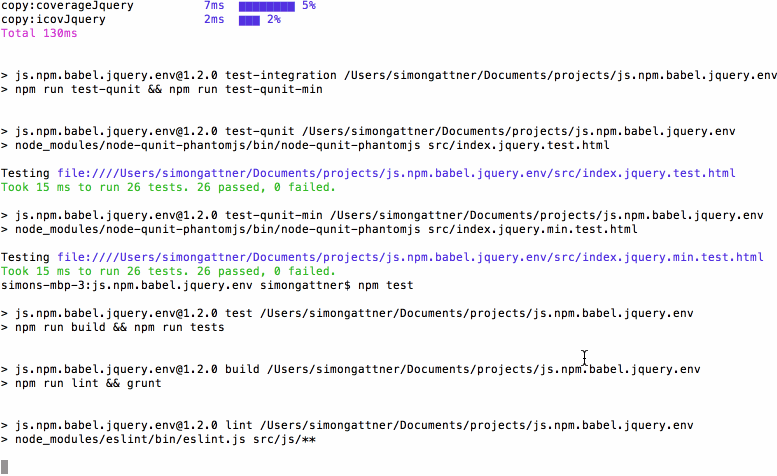 copy:coverageJquery 7ms 5%
copy:icovJquery 2ms 2%
Total 130ms
> js.npm.babel.jquery.env@1.2.0 test-integration /Users/simongattner/Documents/projects/js.npm.babel.jquery.env
> npm run test-qunit && npm run test-qunit-min
> js.npm.babel.jquery.env@1.2.0 test-qunit /Users/simongattner/Documents/projects/js.npm.babel.jquery.env
> node_modules/node-qunit-phantomjs/bin/node-qunit-phantomjs src/index.jquery.test.html
Testing file:////Users/simongattner/Documents/projects/js.npm.babel.jquery.env/src/index.jquery.test.html
Took 15 ms to run 26 tests. 26 passed, 0 failed.
> js.npm.babel.jquery.env@1.2.0 test-qunit-min /Users/simongattner/Documents/projects/js.npm.babel.jquery.env
> node_modules/node-qunit-phantomjs/bin/node-qunit-phantomjs src/index.jquery.min.test.html
Testing file:////Users/simongattner/Documents/projects/js.npm.babel.jquery.env/src/index.jquery.min.test.html
Took 15 ms to run 26 tests. 26 passed, 0 failed.
simons-mbp-3:js.npm.babel.jquery.env simongattner$ npm test
> js.npm.babel.jquery.env@1.2.0 test /Users/simongattner/Documents/projects/js.npm.babel.jquery.env
> npm run build && npm run tests
> js.npm.babel.jquery.env@1.2.0 build /Users/simongattner/Documents/projects/js.npm.babel.jquery.env
> npm run lint && grunt
> js.npm.babel.jquery.env@1.2.0 lint /Users/simongattner/Documents/projects/js.npm.babel.jquery.env
> node_modules/eslint/bin/eslint.js src/js/**